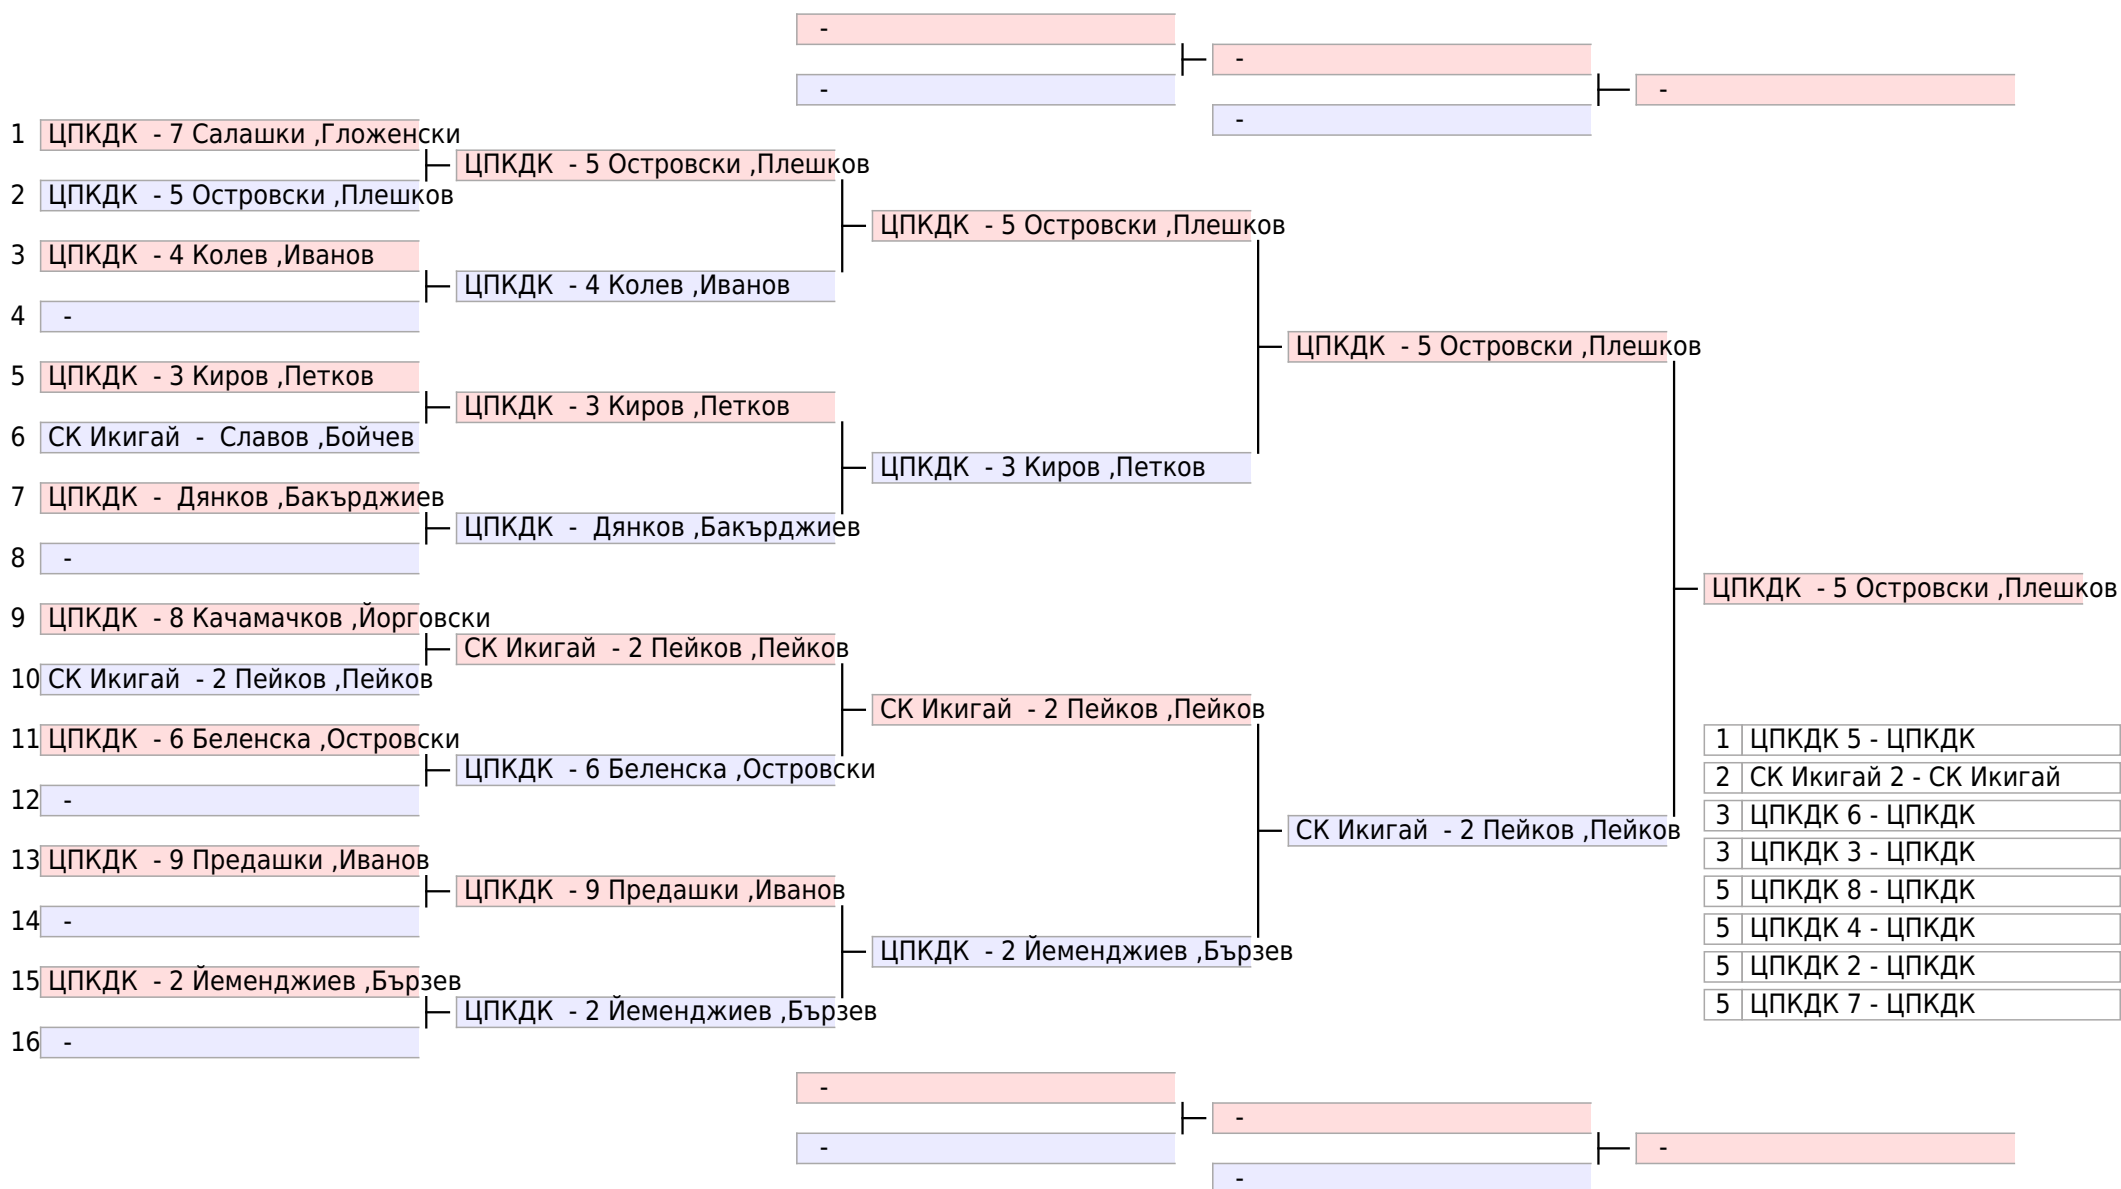 -
-
-
-
-
1 ЦПКДК - 7 Салашки ,Гложенски
2 ЦПКДК - 5 Островски ,Плешков
3 ЦПКДК - 4 Колев ,Иванов
4 -
5 ЦПКДК - 3 Киров ,Петков
6 СК Икигай - Славов ,Бойчев
7 ЦПКДК - Дянков ,Бакърджиев
8 -
9 ЦПКДК - 8 Качамачков ,Йорговски
10 СК Икигай - 2 Пейков ,Пейков
11 ЦПКДК - 6 Беленска ,Островски
12 -
13 ЦПКДК - 9 Предашки ,Иванов
14 -
15 ЦПКДК - 2 Йеменджиев ,Бързев
16 -
ЦПКДК - 5 Островски ,Плешков
ЦПКДК - 4 Колев ,Иванов
ЦПКДК - 3 Киров ,Петков
ЦПКДК - Дянков ,Бакърджиев
СК Икигай - 2 Пейков ,Пейков
ЦПКДК - 6 Беленска ,Островски
ЦПКДК - 9 Предашки ,Иванов
ЦПКДК - 2 Йеменджиев ,Бързев
ЦПКДК - 5 Островски ,Плешков
ЦПКДК - 3 Киров ,Петков
СК Икигай - 2 Пейков ,Пейков
ЦПКДК - 2 Йеменджиев ,Бързев
ЦПКДК - 5 Островски ,Плешков
СК Икигай - 2 Пейков ,Пейков
ЦПКДК - 5 Островски ,Плешков
1 ЦПКДК 5 - ЦПКДК
2 СК Икигай 2 - СК Икигай
3 ЦПКДК 6 - ЦПКДК
3 ЦПКДК 3 - ЦПКДК
5 ЦПКДК 8 - ЦПКДК
5 ЦПКДК 4 - ЦПКДК
5 ЦПКДК 2 - ЦПКДК
5 ЦПКДК 7 - ЦПКДК
-
-
-
-
-